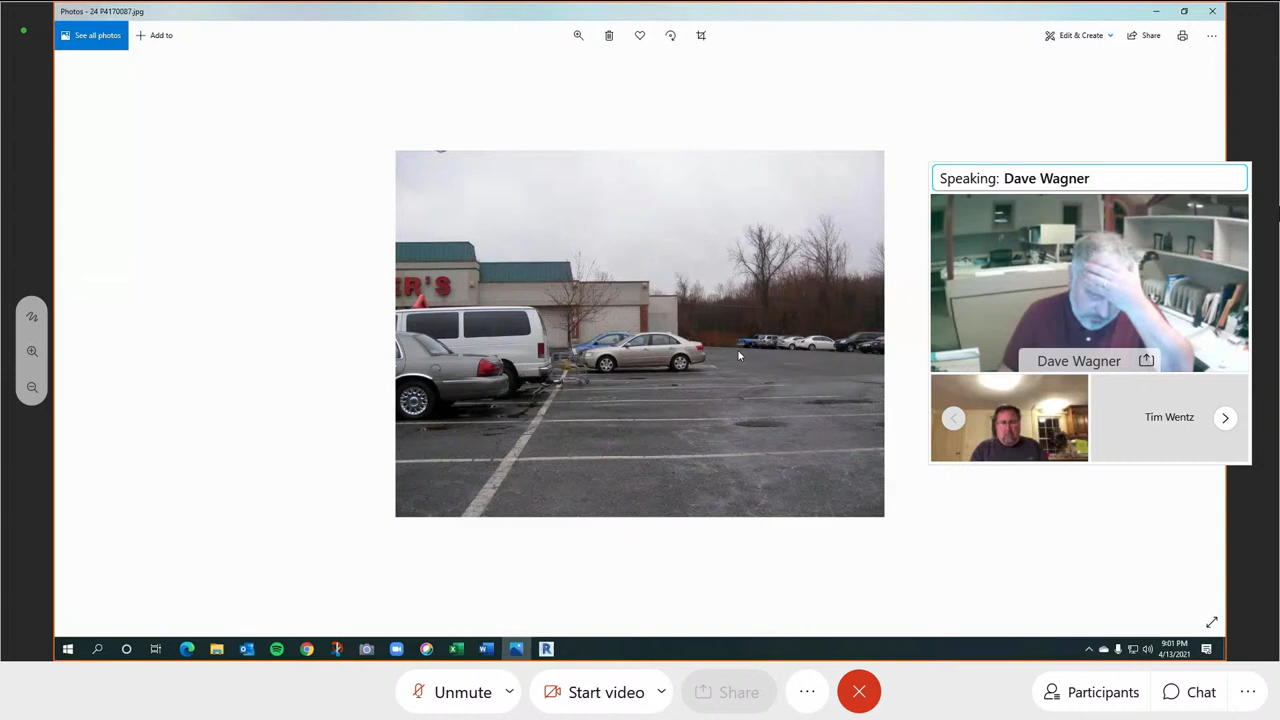 Photos - 24 P4170087.jpg
See all photos
Add to
Edit & Create
Share
Speaking: Dave Wagner
ER'S
Dave Wagner
Tim Wentz
9:01 PM
4/13/2021
Unmute
Start video
Share
Participants
Chat